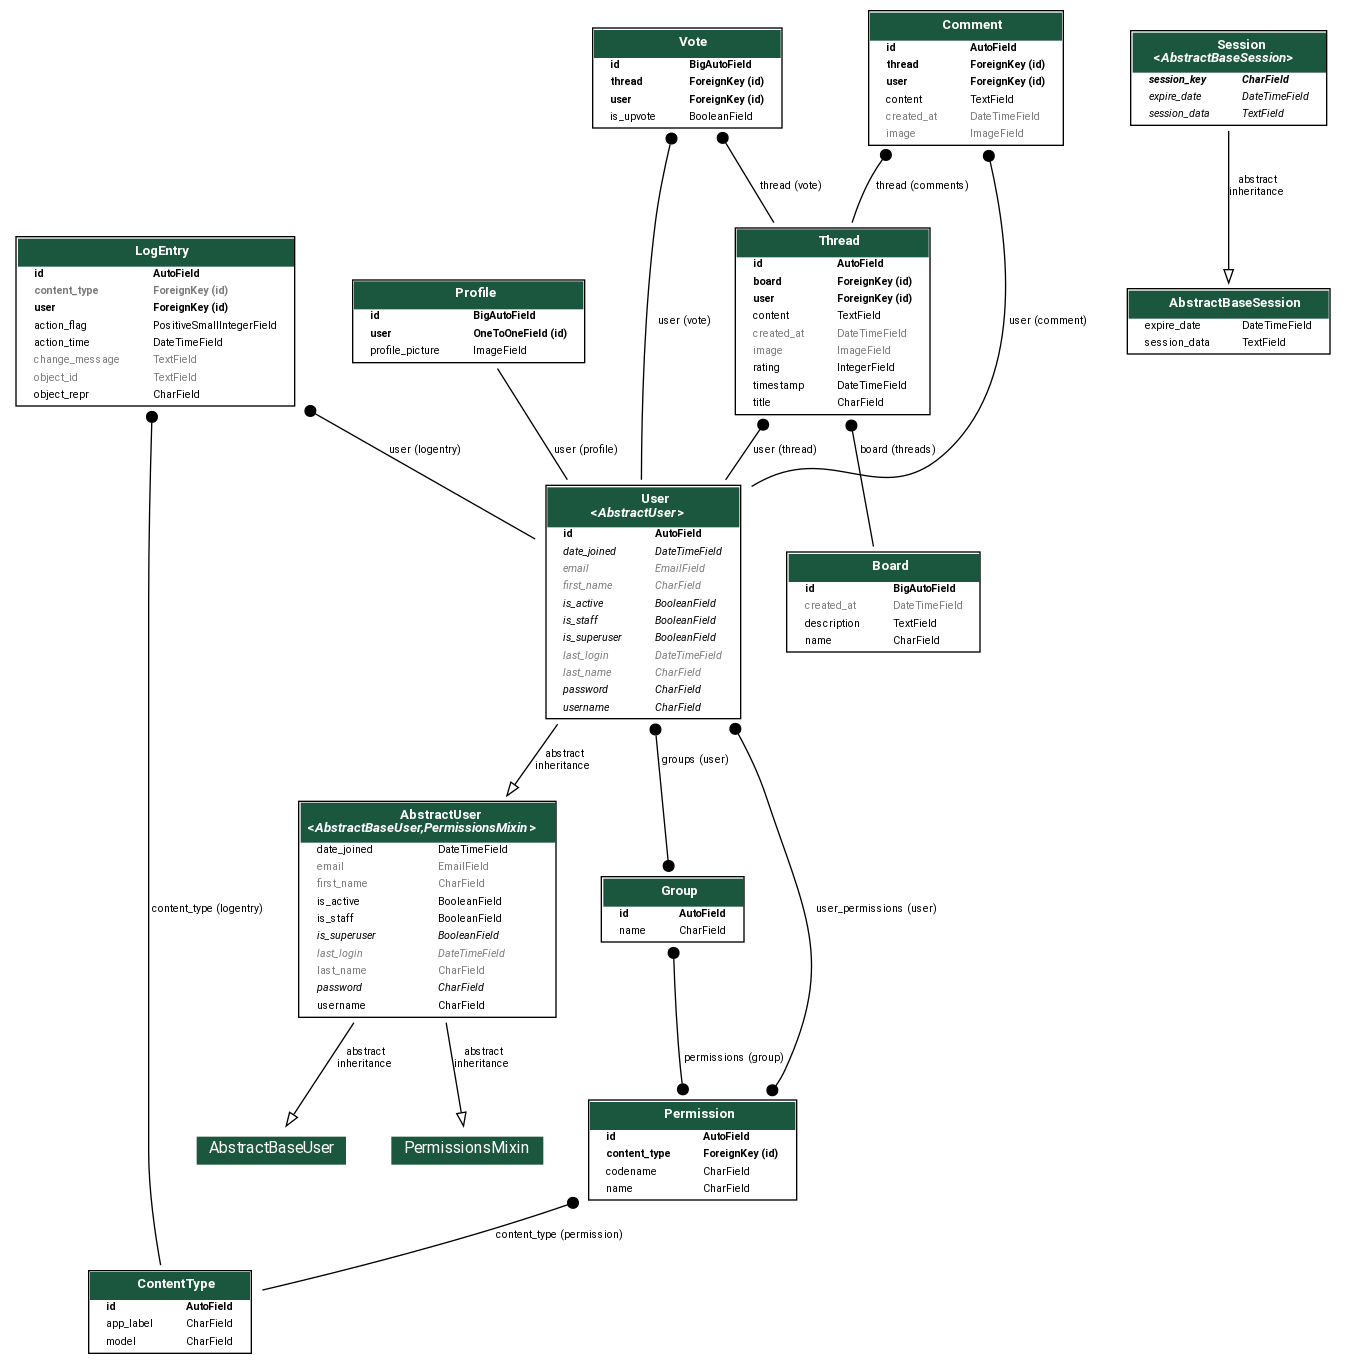 Vote
id BigAutoField
thread ForeignKey (id)
user ForeignKey (id)
is_upvote BooleanField
Comment
id AutoField
thread ForeignKey (id)
user ForeignKey (id)
content TextField
created_at DateTimeField
image ImageField
Session
<AbstractBaseSession>
session_key CharField
expire_date DateTimeField
session_data TextField
thread (vote)
thread (comments)
abstract
inheritance
LogEntry
id AutoField
content_type ForeignKey (id)
user ForeignKey (id)
action_flag PositiveSmallIntegerField
action_time DateTimeField
change_message TextField
object_id TextField
object_repr CharField
Profile
id BigAutoField
user OneToOneField (id)
profile_picture ImageField
user (vote)
Thread
id AutoField
board ForeignKey (id)
user ForeignKey (id)
content TextField
created_at DateTimeField
image ImageField
rating IntegerField
timestamp DateTimeField
title CharField
user (comment)
AbstractBaseSession
expire_date DateTimeField
session_data TextField
user (logentry)
user (profile)
user (thread)
board (threads)
User
<AbstractUser>
id AutoField
date_joined DateTimeField
email EmailField
first_name CharField
is_active BooleanField
is_staff BooleanField
is_superuser BooleanField
last_login DateTimeField
last_name CharField
password CharField
username CharField
Board
id BigAutoField
created_at DateTimeField
description TextField
name CharField
abstract
inheritance
groups (user)
AbstractUser
<AbstractBaseUser,PermissionsMixin>
date_joined DateTimeField
email EmailField
first_name CharField
is_active BooleanField
is_staff BooleanField
is_superuser BooleanField
last_login DateTimeField
last_name CharField
password CharField
username CharField
Group
id AutoField
name CharField
content_type (logentry)
user_permissions (user)
abstract
inheritance
abstract
inheritance
permissions (group)
AbstractBaseUser
PermissionsMixin
Permission
id AutoField
content_type ForeignKey (id)
codename CharField
name CharField
content_type (permission)
ContentType
id AutoField
app_label CharField
model CharField